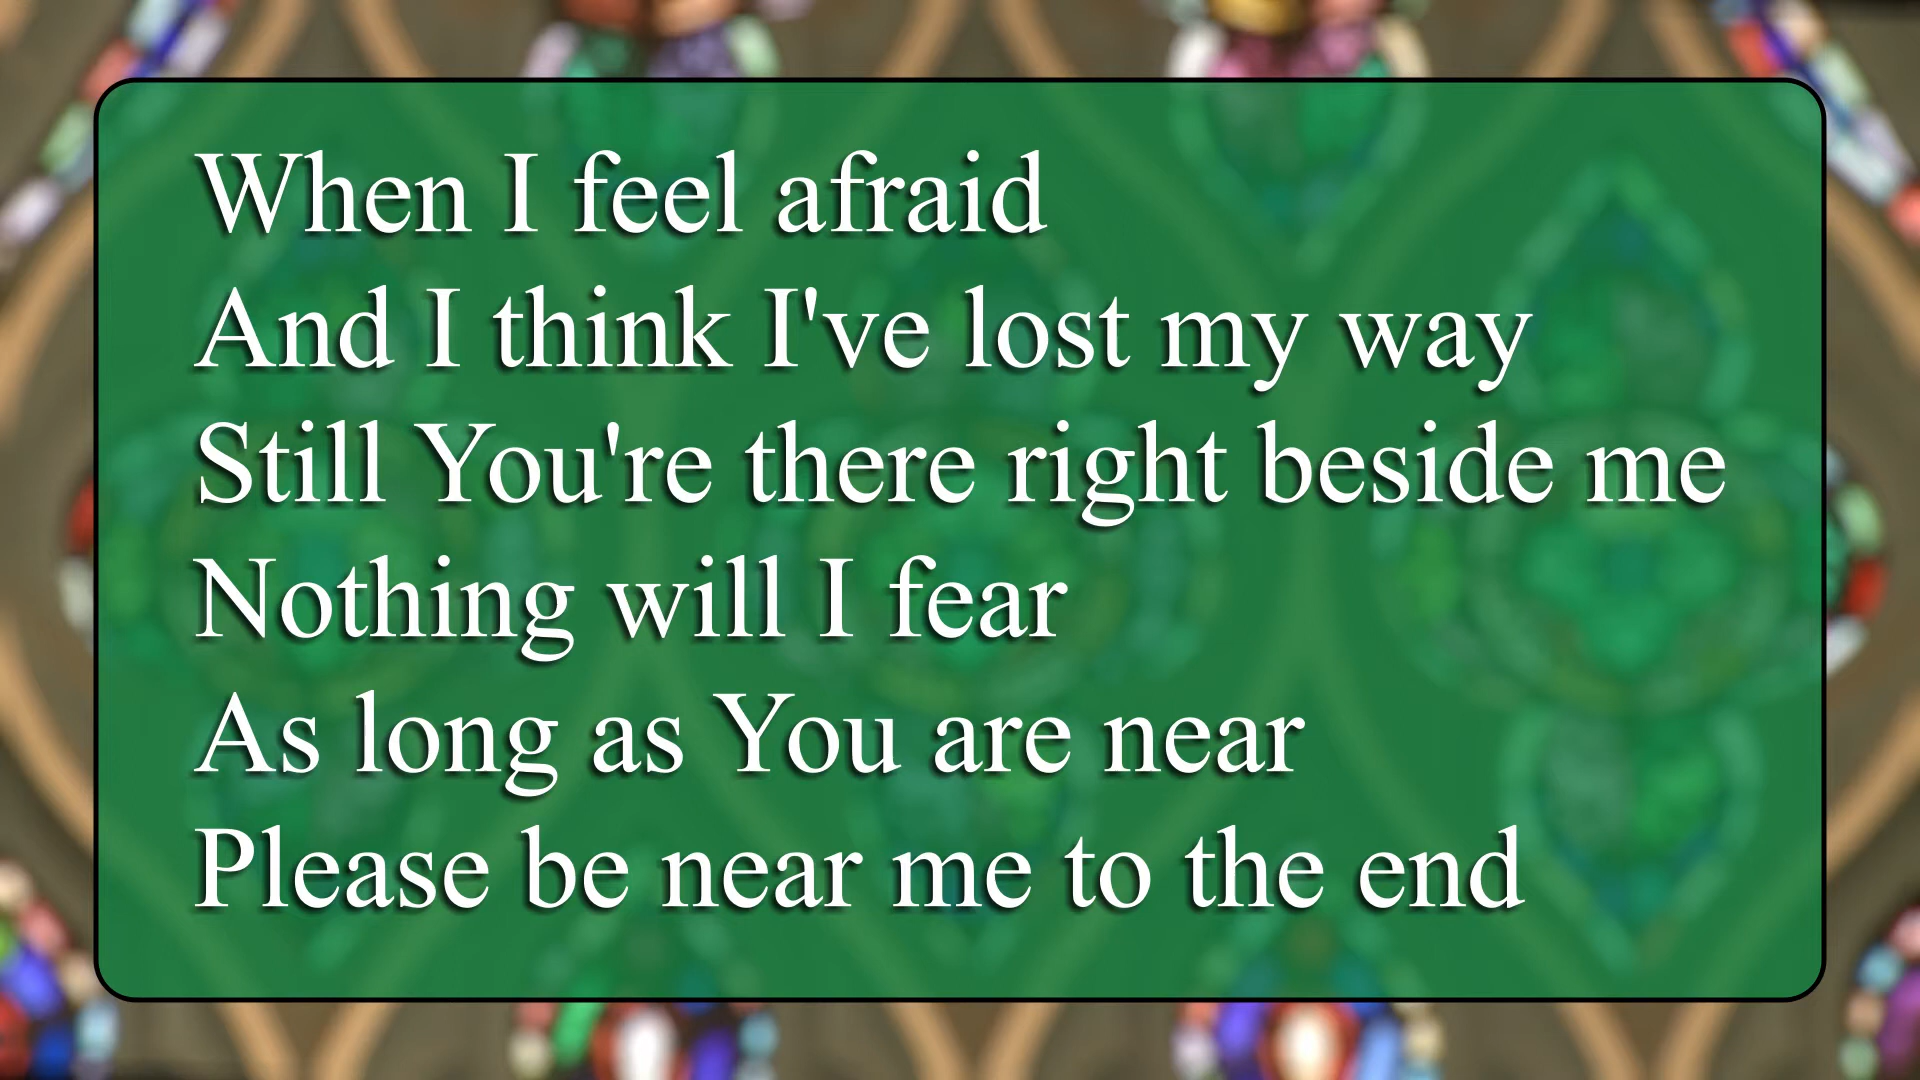 When I feel afraid
And I think I've lost my way
Still You're there right beside me
Nothing will I fear
As long as You are near
Please be near me to the end